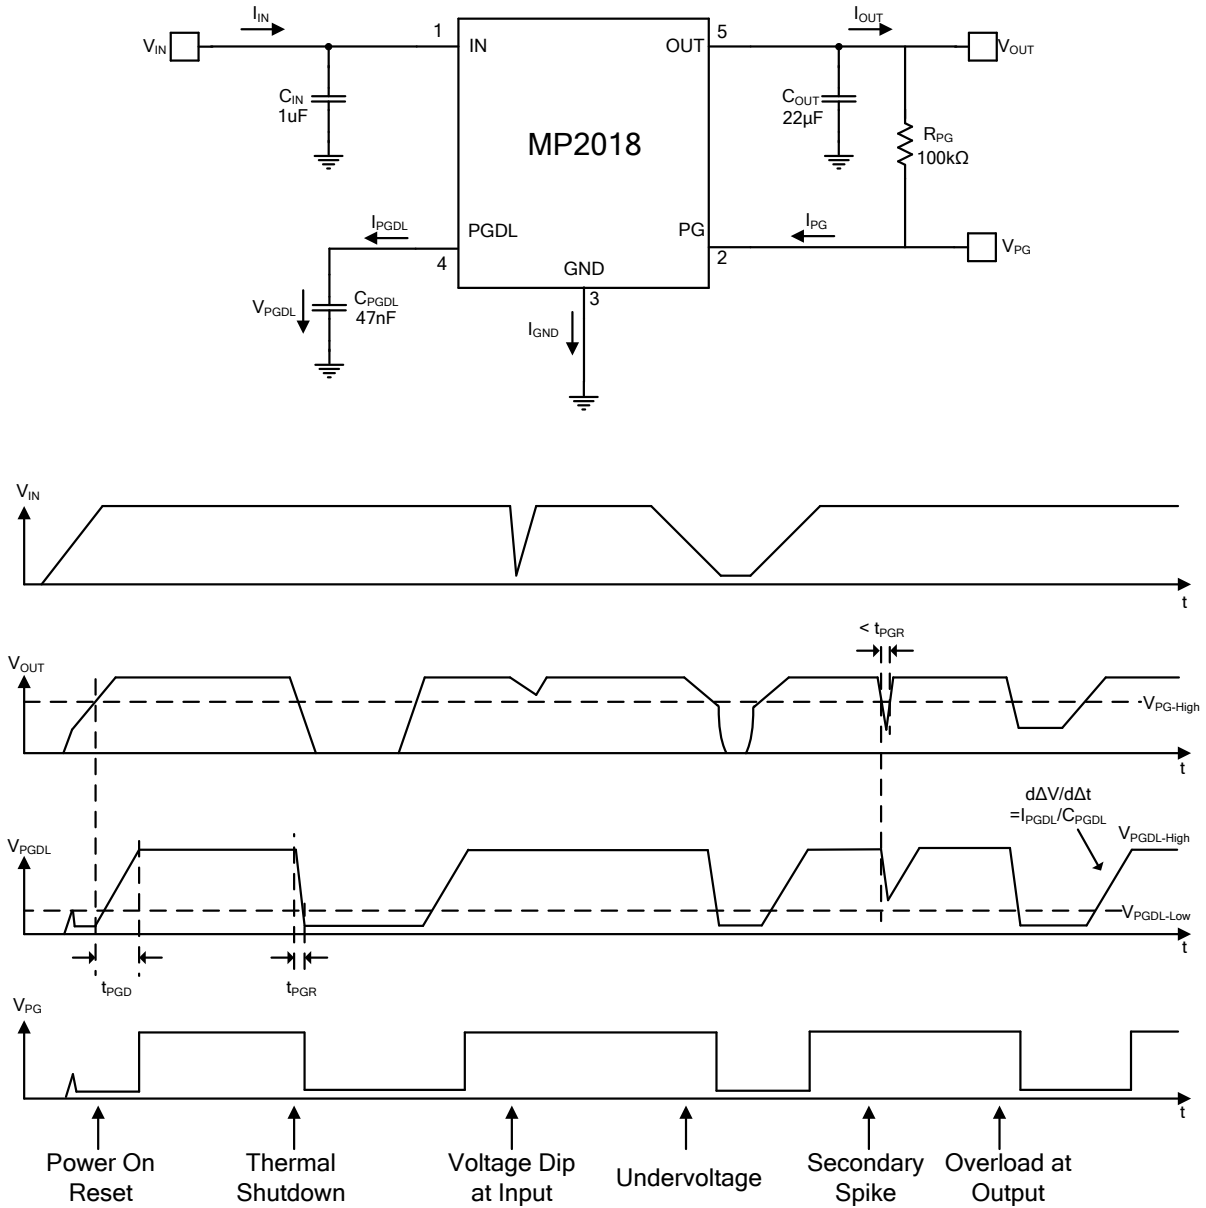 I_IN
I_OUT
V_IN
1
IN
OUT
5
V_OUT
C_IN
1uF
C_OUT
22µF
MP2018
R_PG
100kΩ
I_PGDL
PGDL
4
PG
2
I_PG
V_PG
GND
3
V_PGDL
C_PGDL
47nF
I_GND
V_IN
t
< t_PGR
V_OUT
V_PG-High
t
dΔV/dΔt
=I_PGDL/C_PGDL
V_PGDL
V_PGDL-High
V_PGDL-Low
t
t_PGD
t_PGR
V_PG
t
Power On
Reset
Thermal
Shutdown
Voltage Dip
at Input
Undervoltage
Secondary
Spike
Overload at
Output